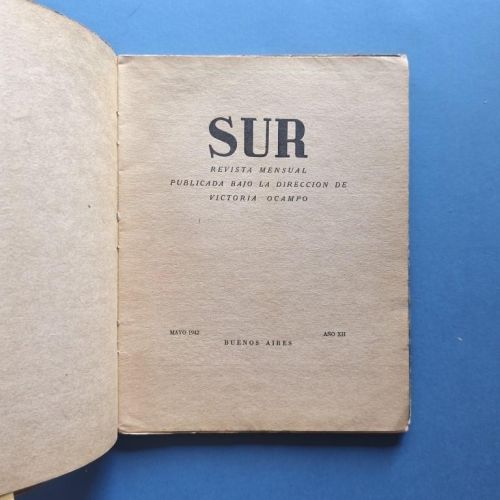 SUR
REVISTA MENSUAL
PUBLICADA BAJO LA DIRECCION DE
VICTORIA OCAMPO
MAYO 1942 AÑO XII
BUENOS AIRES